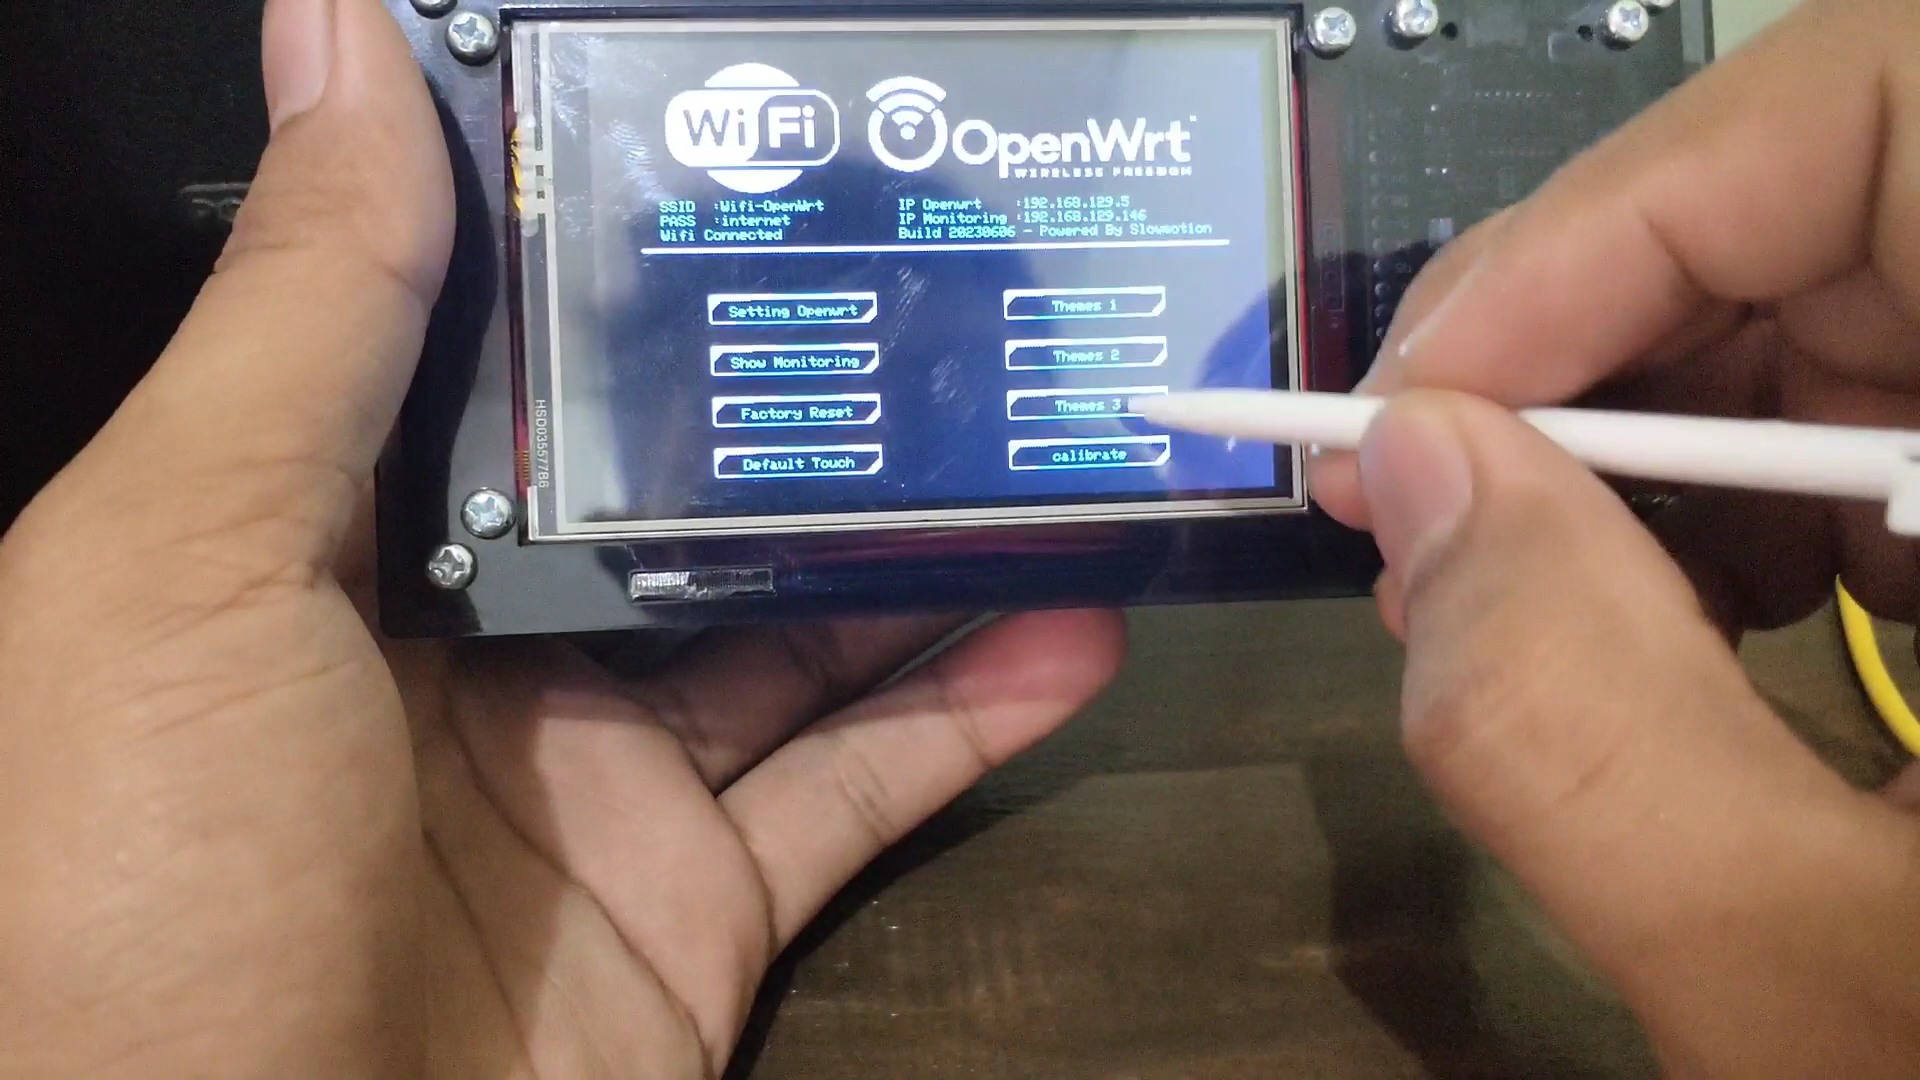 WiFi
OpenWrt
WIRELESS FREEDOM
SSID :Wifi-OpenWrt
PASS :internet
Wifi Connected
IP Openwrt :192.168.129.5
IP Monitoring :192.168.129.146
Build 20230606 - Powered By Slowmotion
Setting Openwrt
Show Monitoring
Factory Reset
Default Touch
Themes 1
Themes 2
Themes 3
calibrate